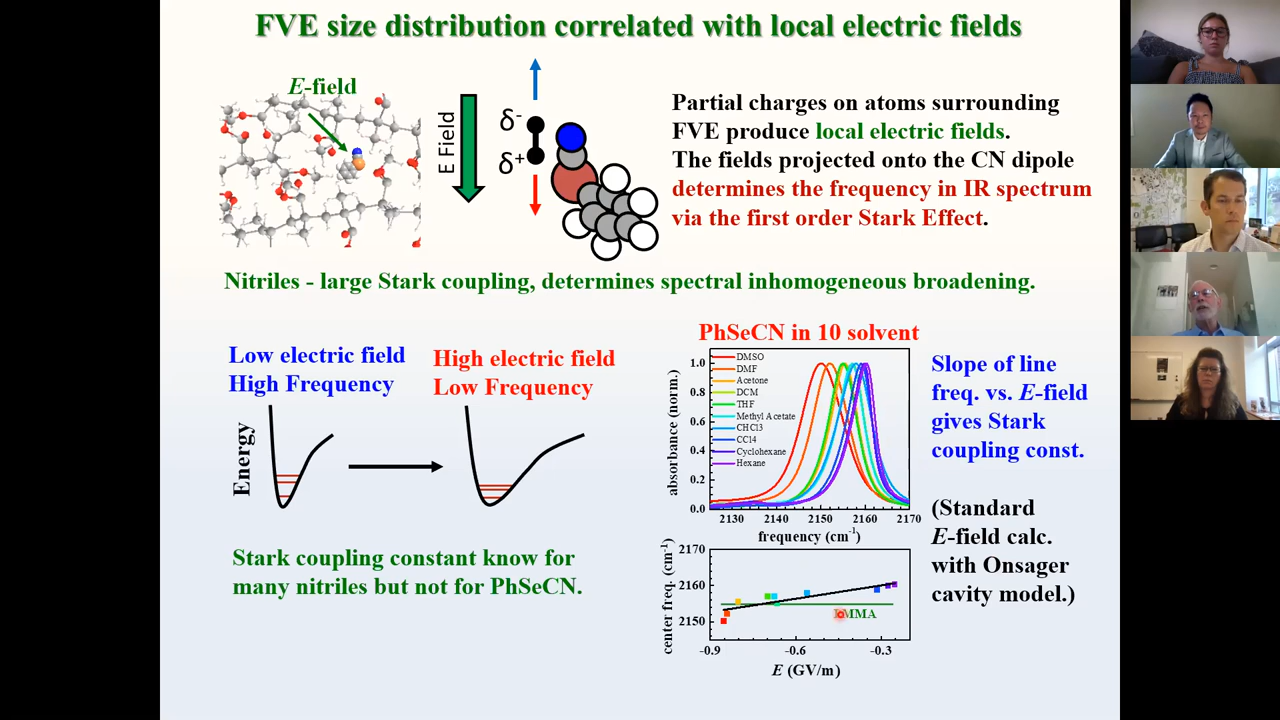 FVE size distribution correlated with local electric fields
E-field
E Field
δ-
δ+
Partial charges on atoms surrounding
FVE produce local electric fields.
The fields projected onto the CN dipole
determines the frequency in IR spectrum
via the first order Stark Effect.
Nitriles - large Stark coupling, determines spectral inhomogeneous broadening.
Low electric field
High Frequency
High electric field
Low Frequency
Energy
Stark coupling constant know for
many nitriles but not for PhSeCN.
PhSeCN in 10 solvent
absorbance (norm.)
1.0
0.8
0.6
0.4
0.2
0.0
DMSO
DMF
Acetone
DCM
THF
Methyl Acetate
CHCl3
CCl4
Cyclohexane
Hexane
2130 2140 2150 2160 2170
frequency (cm-1)
center freq. (cm-1)
2170
2160
2150
MMA
-0.9 -0.6 -0.3
E (GV/m)
Slope of line
freq. vs. E-field
gives Stark
coupling const.
(Standard
E-field calc.
with Onsager
cavity model.)